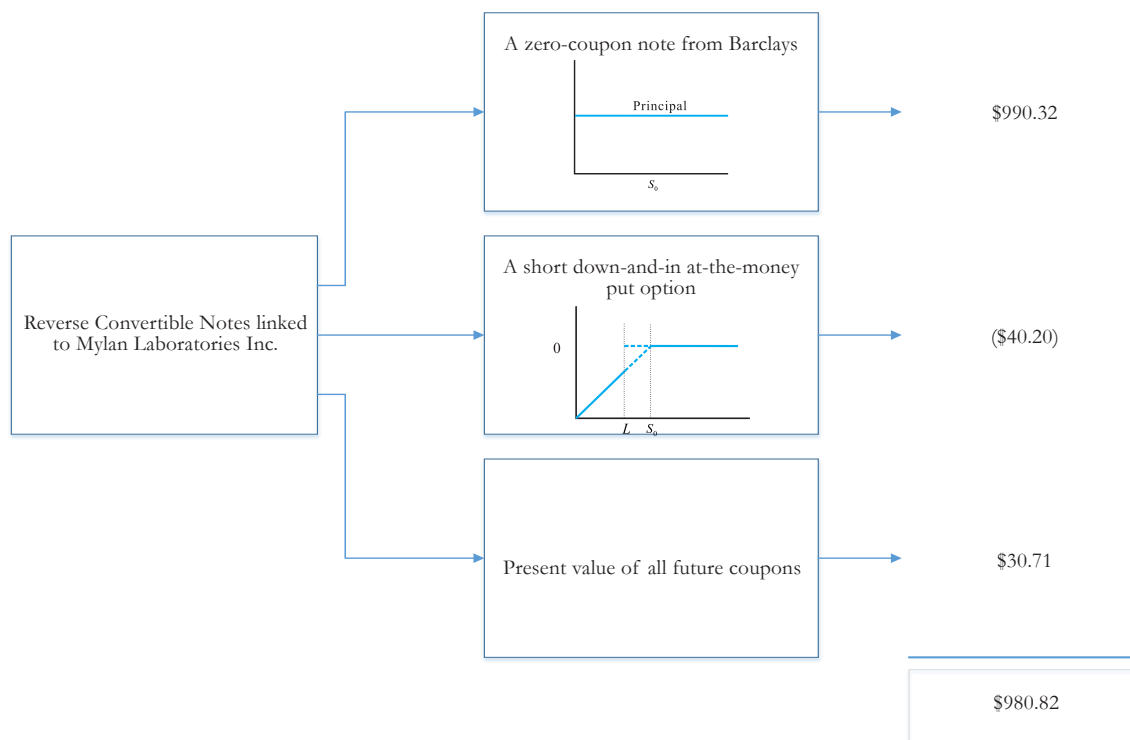 A zero-coupon note from Barclays
Principal
S₀
$990.32
Reverse Convertible Notes linked
to Mylan Laboratories Inc.
A short down-and-in at-the-money
put option
0
L S₀
($40.20)
Present value of all future coupons
$30.71
$980.82